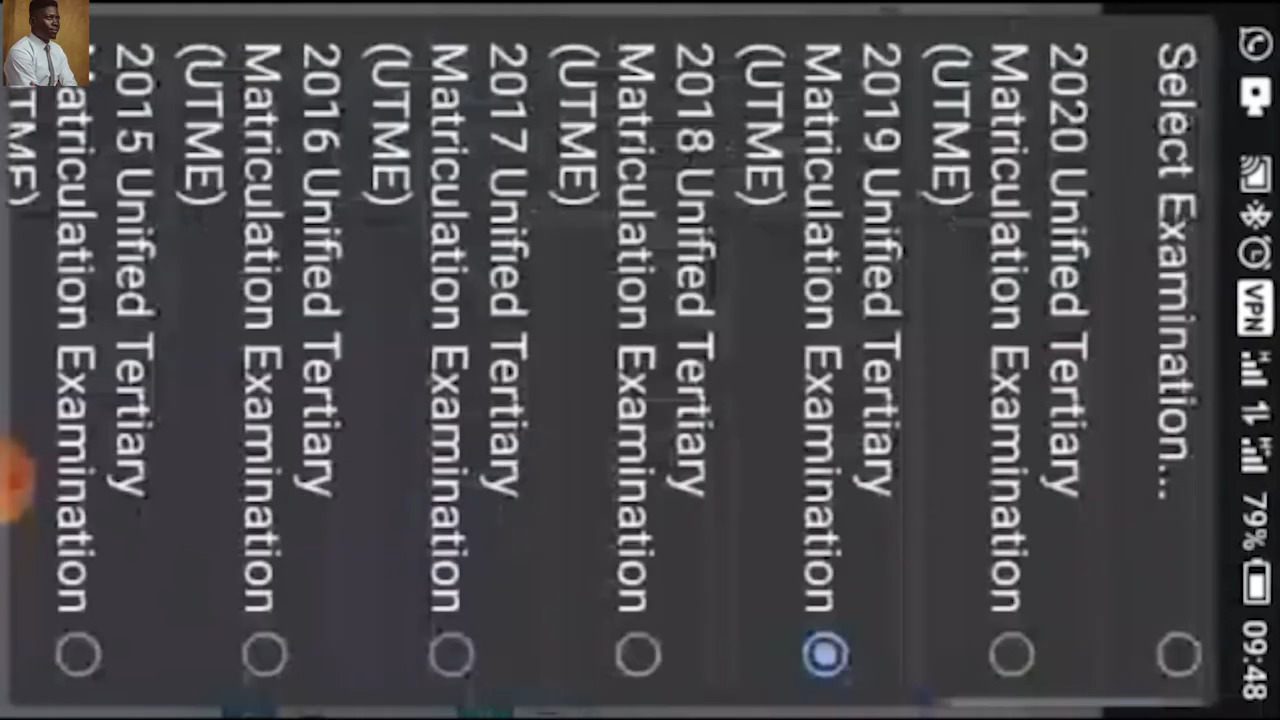 VPN 79% 09:48
Select Examination...
2020 Unified Tertiary
Matriculation Examination
(UTME)
2019 Unified Tertiary
Matriculation Examination
(UTME)
2018 Unified Tertiary
Matriculation Examination
(UTME)
2017 Unified Tertiary
Matriculation Examination
(UTME)
2016 Unified Tertiary
Matriculation Examination
(UTME)
2015 Unified Tertiary
Matriculation Examination
(UTME)